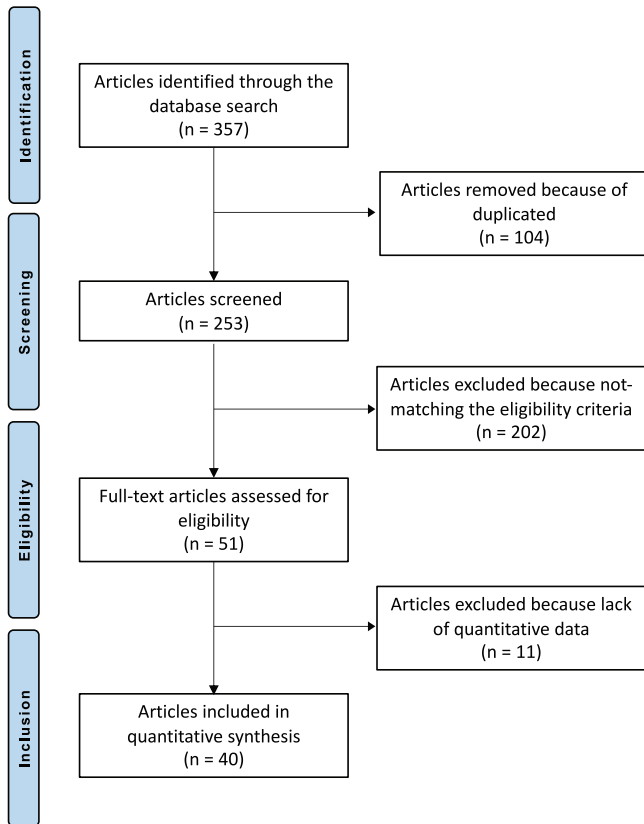 Identification
Articles identified through the
database search
(n = 357)
Articles removed because of
duplicated
(n = 104)
Screening
Articles screened
(n = 253)
Articles excluded because not-
matching the eligibility criteria
(n = 202)
Eligibility
Full-text articles assessed for
eligibility
(n = 51)
Articles excluded because lack
of quantitative data
(n = 11)
Inclusion
Articles included in
quantitative synthesis
(n = 40)